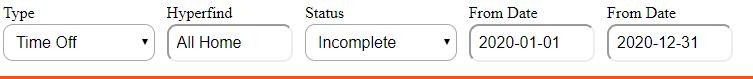 Type Hyperfind Status From Date From Date
Time Off All Home Incomplete 2020-01-01 2020-12-31